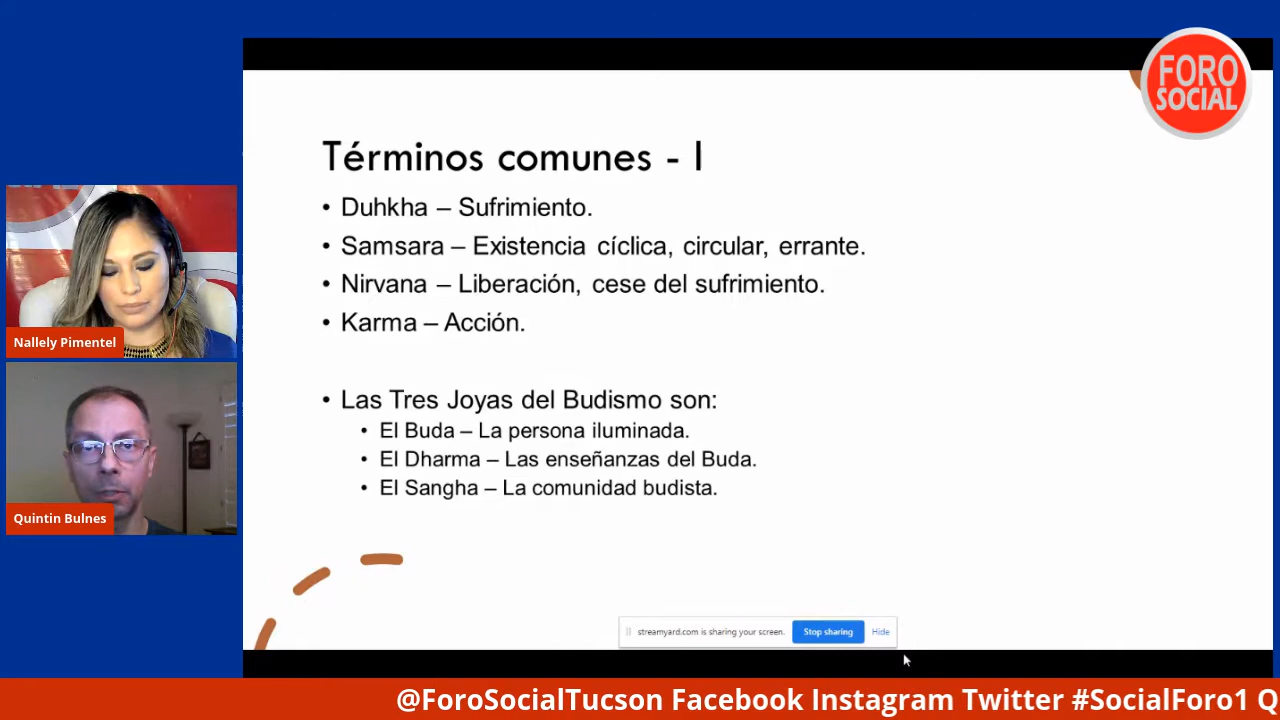 FORO
SOCIAL
Términos comunes - I
• Duhkha – Sufrimiento.
• Samsara – Existencia cíclica, circular, errante.
• Nirvana – Liberación, cese del sufrimiento.
• Karma – Acción.
• Las Tres Joyas del Budismo son:
• El Buda – La persona iluminada.
• El Dharma – Las enseñanzas del Buda.
• El Sangha – La comunidad budista.
Nallely Pimentel
Quintin Bulnes
streamyard.com is sharing your screen. Stop sharing Hide
@ForoSocialTucson Facebook Instagram Twitter #SocialForo1 Q